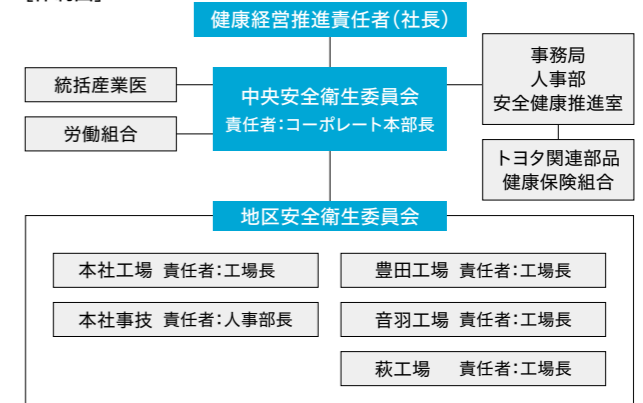 健康経営推進責任者(社長)
統括産業医
労働組合
中央安全衛生委員会
責任者:コーポレート本部長
事務局
人事部
安全健康推進室
トヨタ関連部品
健康保険組合
地区安全衛生委員会
本社工場 責任者:工場長
本社事技 責任者:人事部長
豊田工場 責任者:工場長
音羽工場 責任者:工場長
萩工場 責任者:工場長